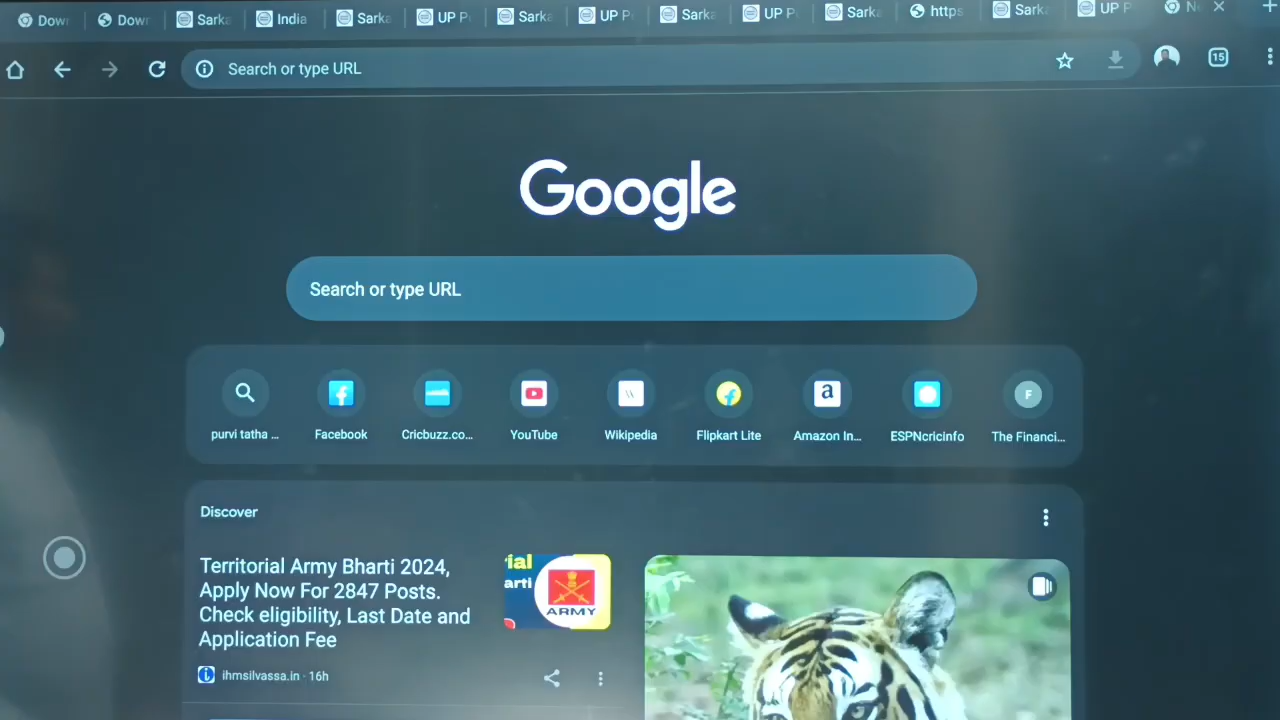 Down
Down
Sarka
India
Sarka
UP P
Sarka
UP P
Sarka
UP P
Sarka
https
Sarka
UP P
Search or type URL
15
Google
Search or type URL
purvi tatha ...
Facebook
Cricbuzz.co...
YouTube
Wikipedia
Flipkart Lite
Amazon In...
ESPNcricinfo
F
The Financi...
Discover
Territorial Army Bharti 2024,
Apply Now For 2847 Posts.
Check eligibility, Last Date and
Application Fee
ial
arti
ARMY
ihmsilvassa.in · 16h